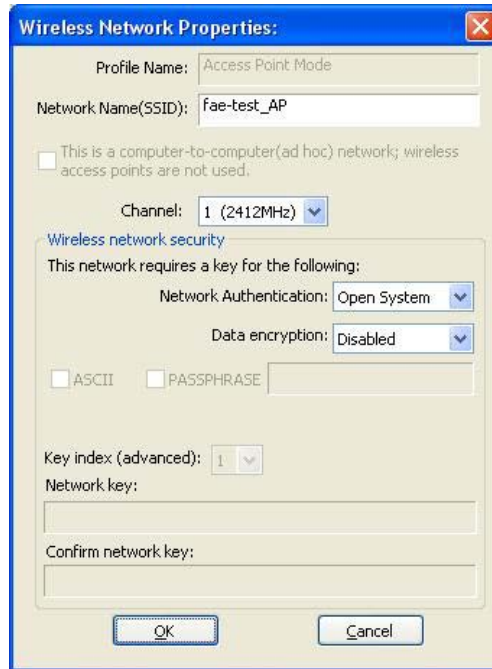 Wireless Network Properties:
Profile Name: Access Point Mode
Network Name(SSID): fae-test_AP
This is a computer-to-computer(ad hoc) network; wireless
access points are not used.
Channel: 1 (2412MHz)
Wireless network security
This network requires a key for the following:
Network Authentication: Open System
Data encryption: Disabled
ASCII PASSPHRASE
Key index (advanced): 1
Network key:
Confirm network key:
OK Cancel